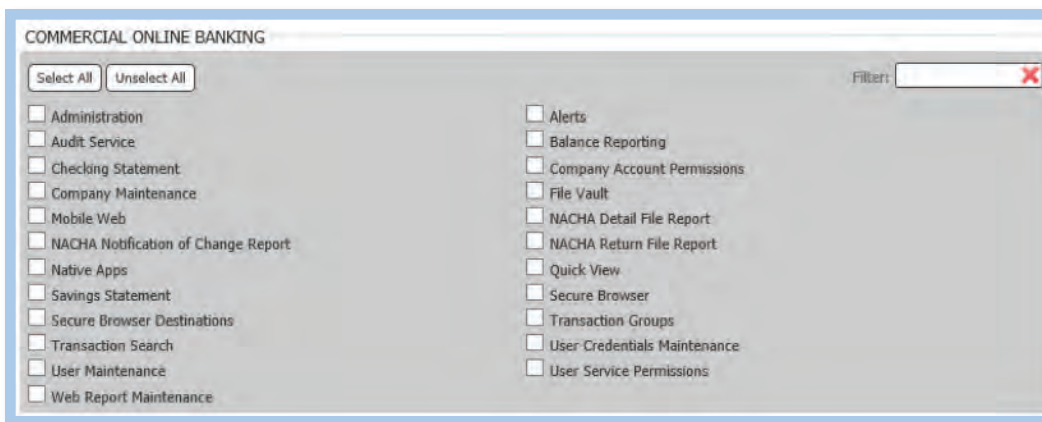 COMMERCIAL ONLINE BANKING
Select All Unselect All Filter:
Administration Alerts
Audit Service Balance Reporting
Checking Statement Company Account Permissions
Company Maintenance File Vault
Mobile Web NACHA Detail File Report
NACHA Notification of Change Report NACHA Return File Report
Native Apps Quick View
Savings Statement Secure Browser
Secure Browser Destinations Transaction Groups
Transaction Search User Credentials Maintenance
User Maintenance User Service Permissions
Web Report Maintenance